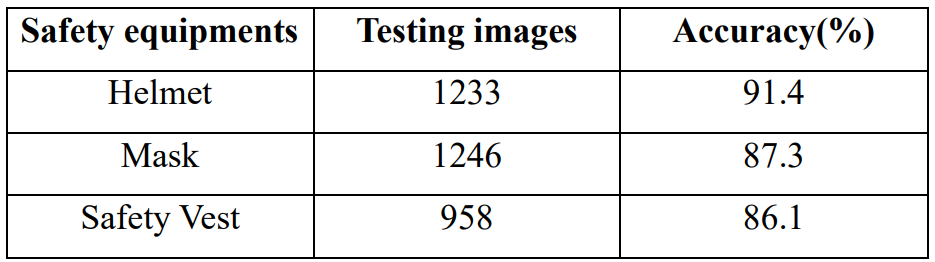 Safety equipments Testing images Accuracy(%)
Helmet 1233 91.4
Mask 1246 87.3
Safety Vest 958 86.1